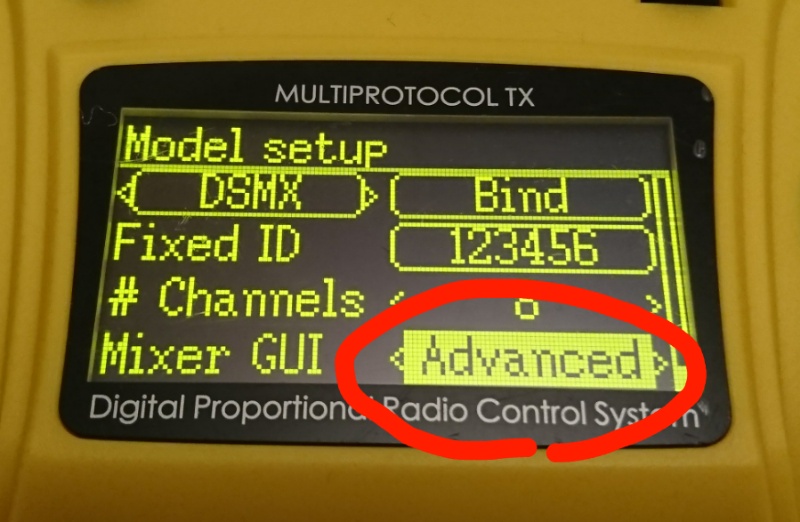 MULTIPROTOCOL TX
Model setup
DSMX Bind
Fixed ID 123456
# Channels
Mixer GUI Advanced
Digital Proportional Radio Control System